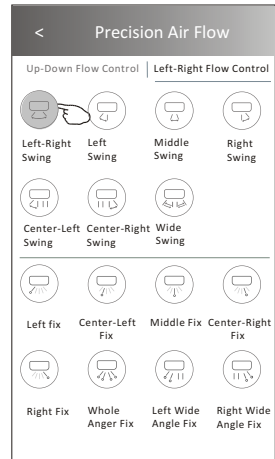 < Precision Air Flow
Up-Down Flow Control | Left-Right Flow Control
Left-Right Left Middle Right
Swing Swing Swing Swing
Center-Left Center-Right Wide
Swing Swing Swing
Left fix Center-Left Middle Fix Center-Right
Fix Fix
Right Fix Whole Left Wide Right Wide
Anger Fix Angle Fix Angle Fix